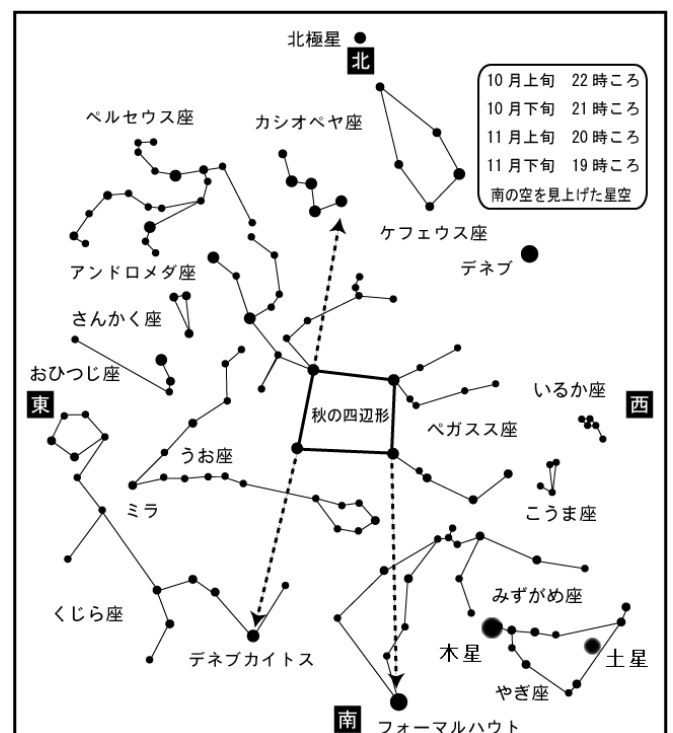 北極星
北
10月上旬 22時ころ
10月下旬 21時ころ
11月上旬 20時ころ
11月下旬 19時ころ
南の空を見上げた星空
ペルセウス座
カシオペヤ座
ケフェウス座
デネブ
アンドロメダ座
さんかく座
おひつじ座
東
秋の四辺形
いるか座
西
ペガスス座
うお座
ミラ
こうま座
くじら座
みずがめ座
デネブカイトス
木星
土星
やぎ座
南
フォーマルハウト